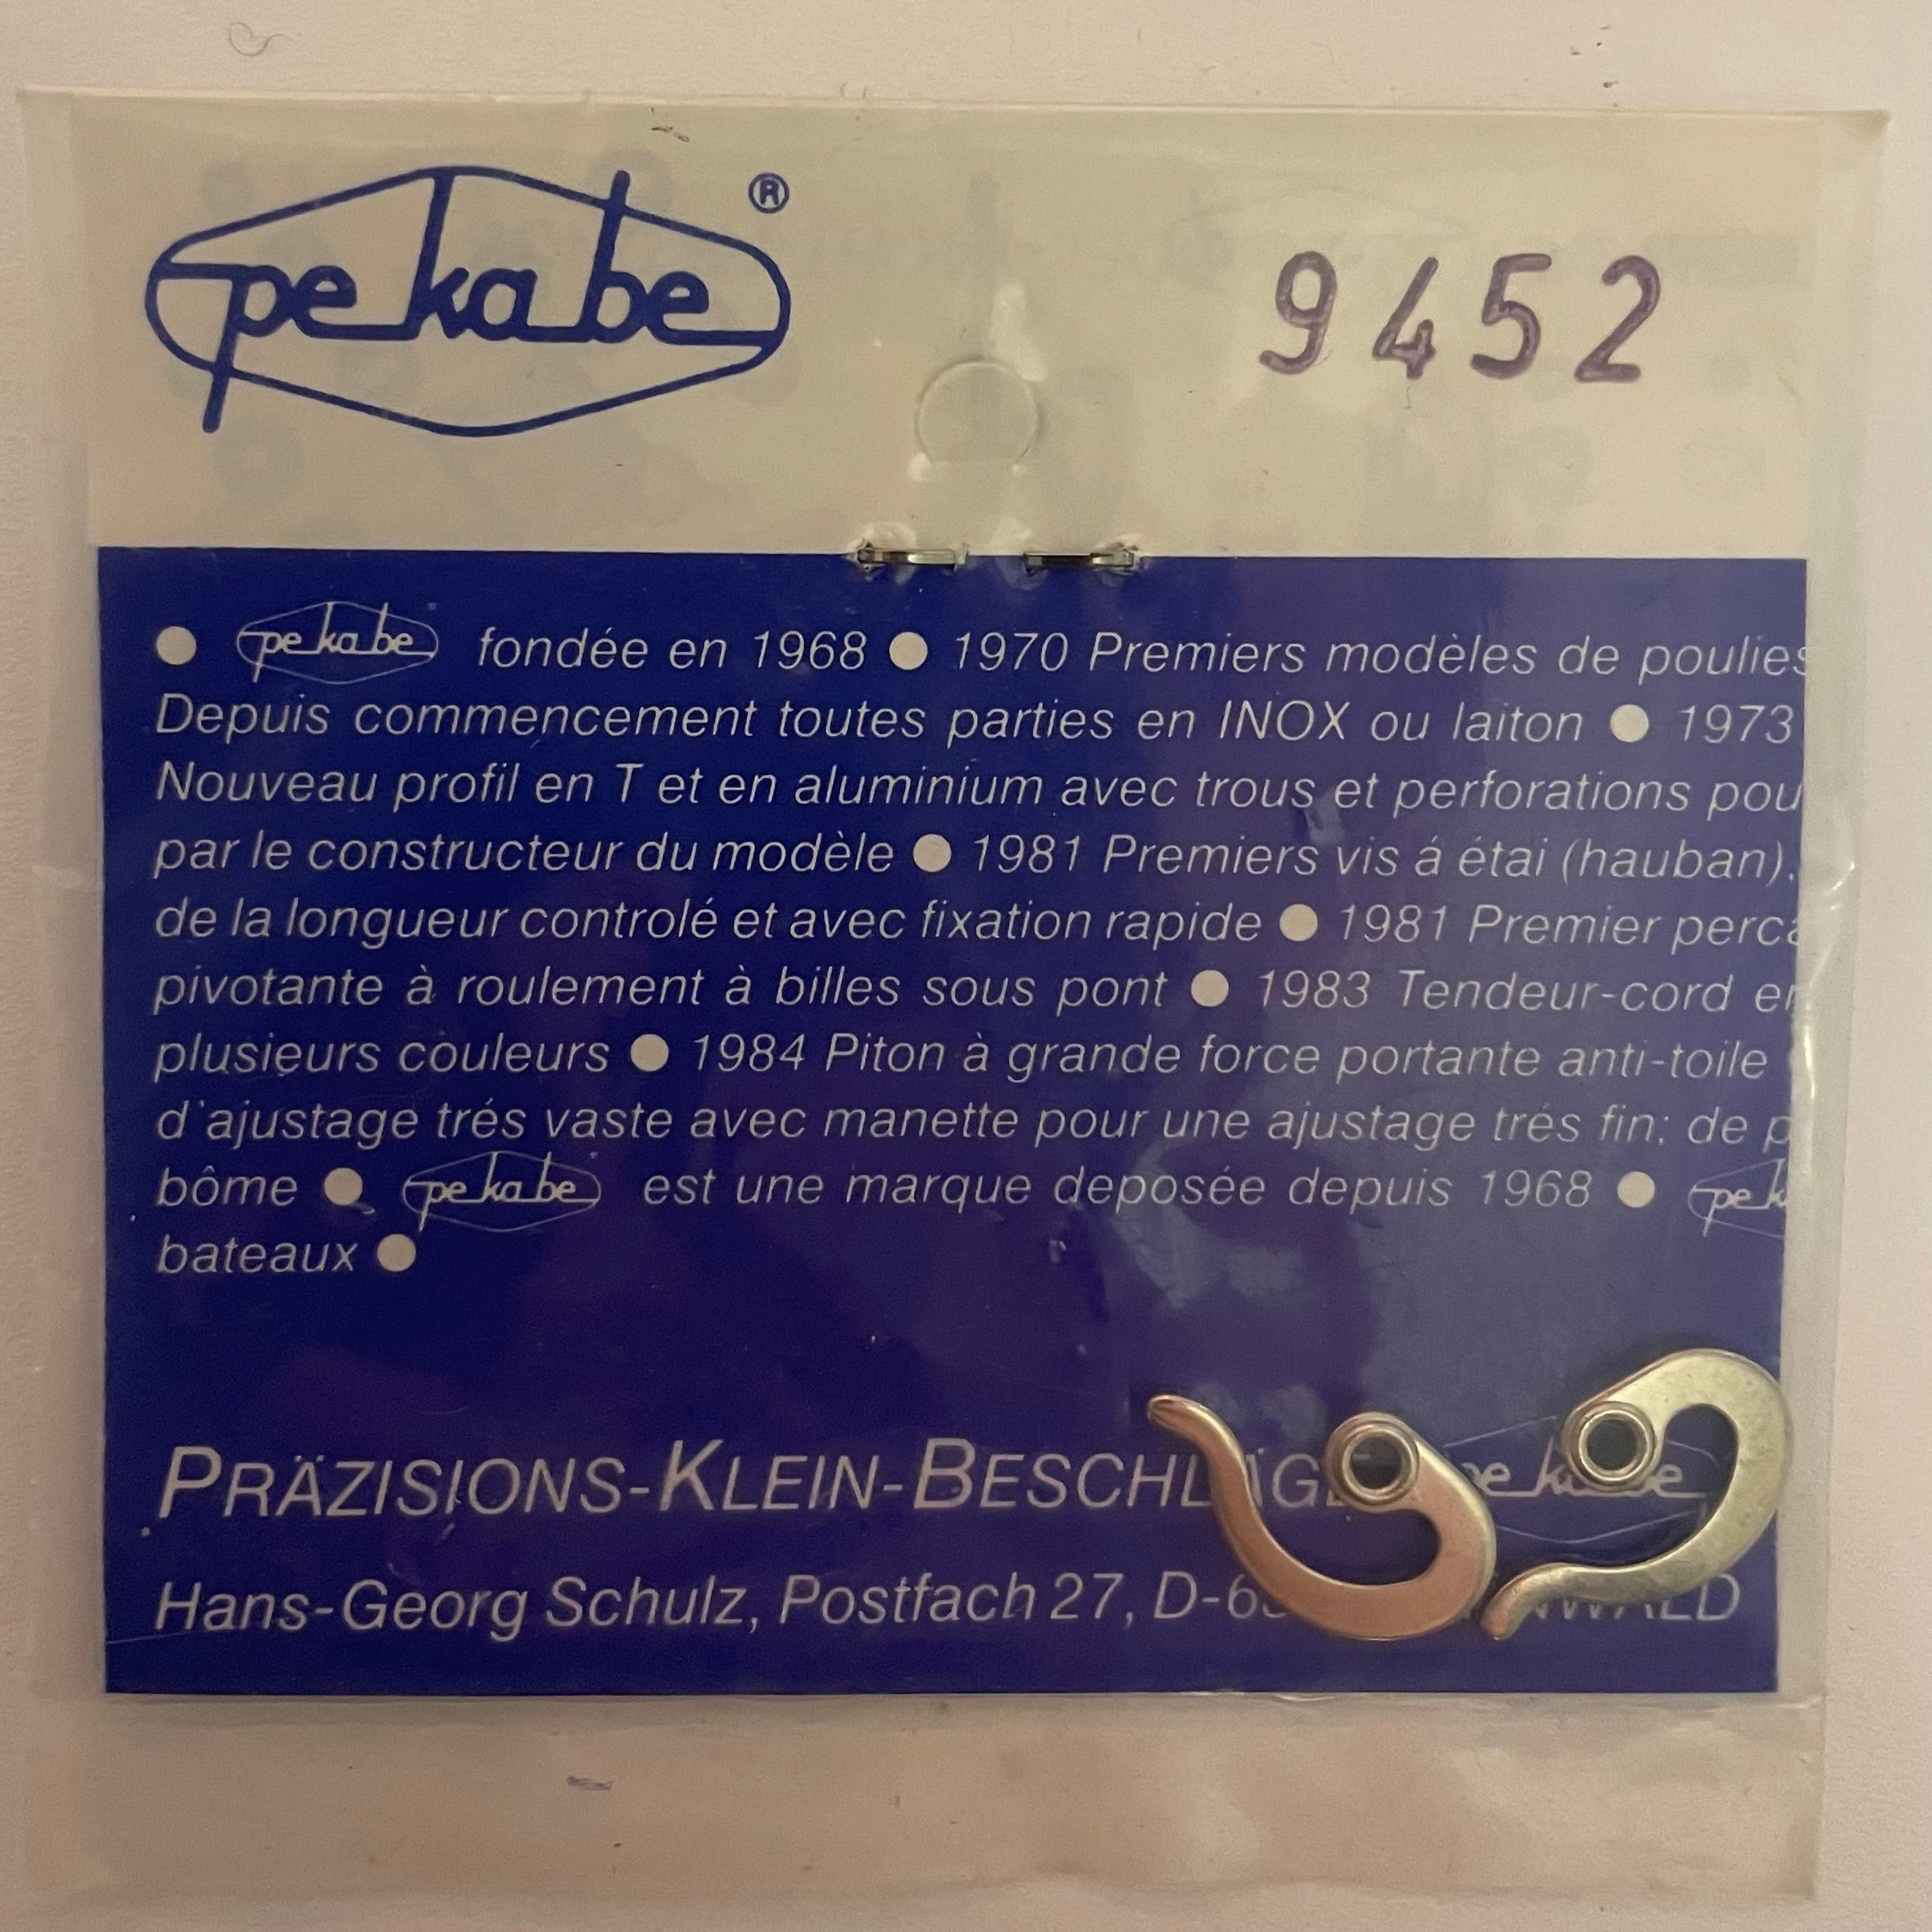 pekabe ®
9452
● pekabe fondée en 1968 ● 1970 Premiers modèles de poulies
Depuis commencement toutes parties en INOX ou laiton ● 1973
Nouveau profil en T et en aluminium avec trous et perforations pou
par le constructeur du modèle ● 1981 Premiers vis á étai (hauban).
de la longueur controlé et avec fixation rapide ● 1981 Premier
pivotante à roulement à billes sous pont ● 1983 Tendeur-cord
plusieurs couleurs ● 1984 Piton à grande force portante anti-toile
d'ajustage trés vaste avec manette pour une ajustage trés fin: de
bôme ● pekabe est une marque deposée depuis 1968 ●
bateaux ●
PRÄZISIONS-KLEIN-BESCHLÄGE pekabe
Hans-Georg Schulz, Postfach 27,